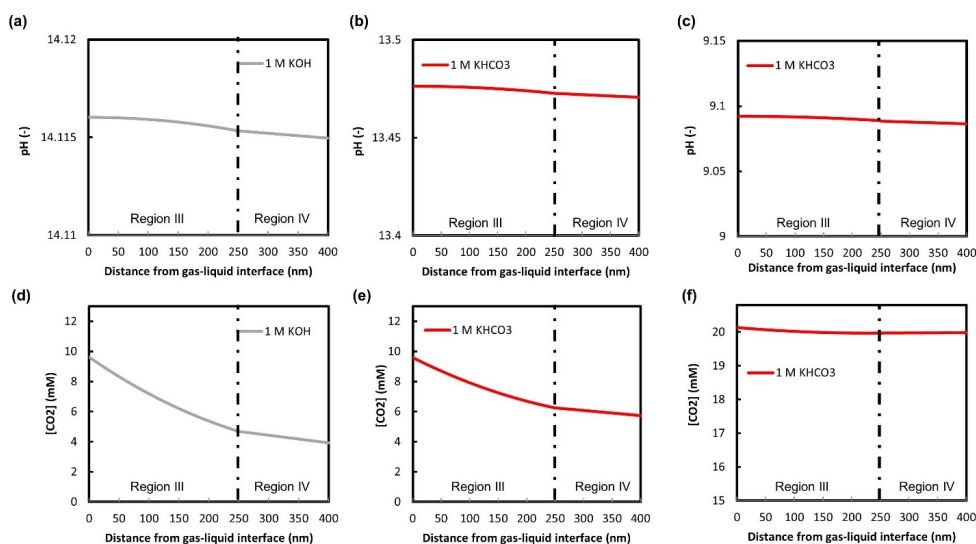 (a)
14.12
14.115
14.11
pH (-)
1 M KOH
Region III
Region IV
0 50 100 150 200 250 300 350 400
Distance from gas-liquid interface (nm)
(b)
13.5
13.45
13.4
pH (-)
1 M KHCO3
Region III
Region IV
0 50 100 150 200 250 300 350 400
Distance from gas-liquid interface (nm)
(c)
9.15
9.1
9.05
9
pH (-)
1 M KHCO3
Region III
Region IV
0 50 100 150 200 250 300 350 400
Distance from gas-liquid interface (nm)
(d)
12
10
8
6
4
2
0
[CO2] (mM)
1 M KOH
Region III
Region IV
0 50 100 150 200 250 300 350 400
Distance from gas-liquid interface (nm)
(e)
12
10
8
6
4
2
0
[CO2] (mM)
1 M KHCO3
Region III
Region IV
0 50 100 150 200 250 300 350 400
Distance from gas-liquid interface (nm)
(f)
20
19
18
17
16
15
[CO2] (mM)
1 M KHCO3
Region III
Region IV
0 50 100 150 200 250 300 350 400
Distance from gas-liquid interface (nm)